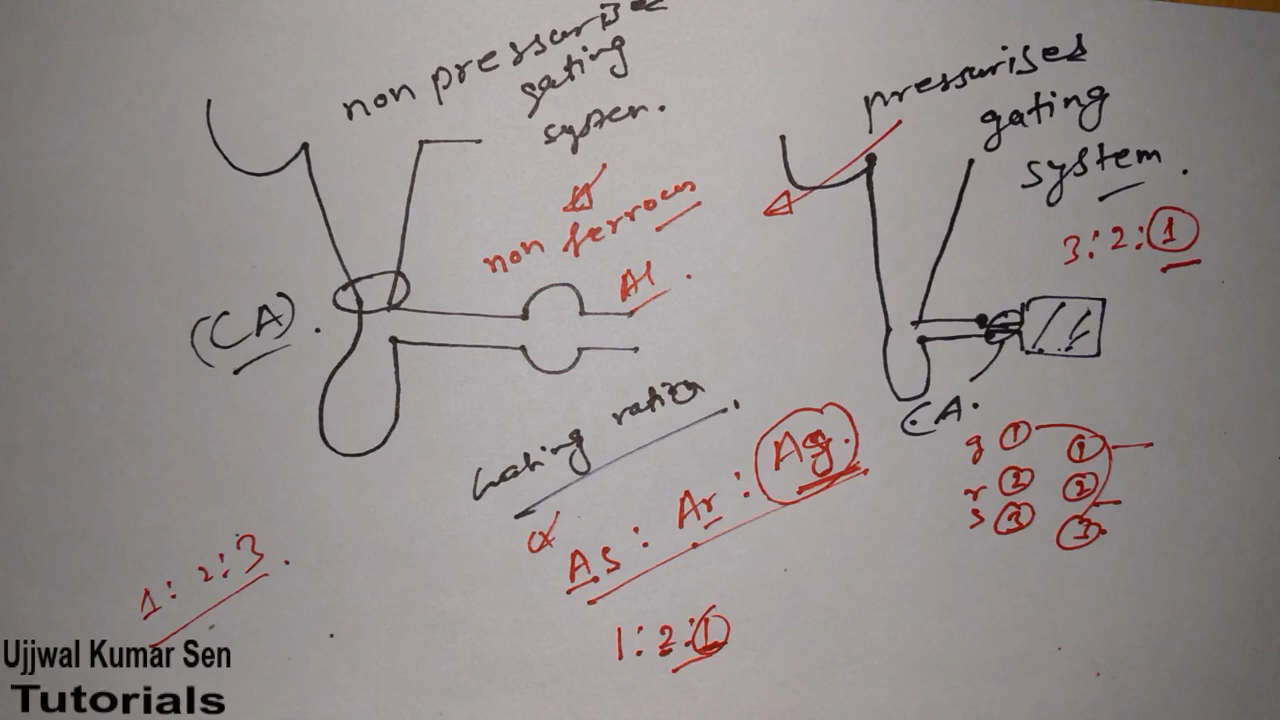 non pressurise
gating
system.
non ferrous
Al.
(CA).
pressurises
gating
system.
3:2:1
CA.
g 1 1
r 2 2
s 3 3.
Gating ratio.
As : Ar : Ag.
1:2:1
1:2:3.
Ujjwal Kumar Sen
Tutorials